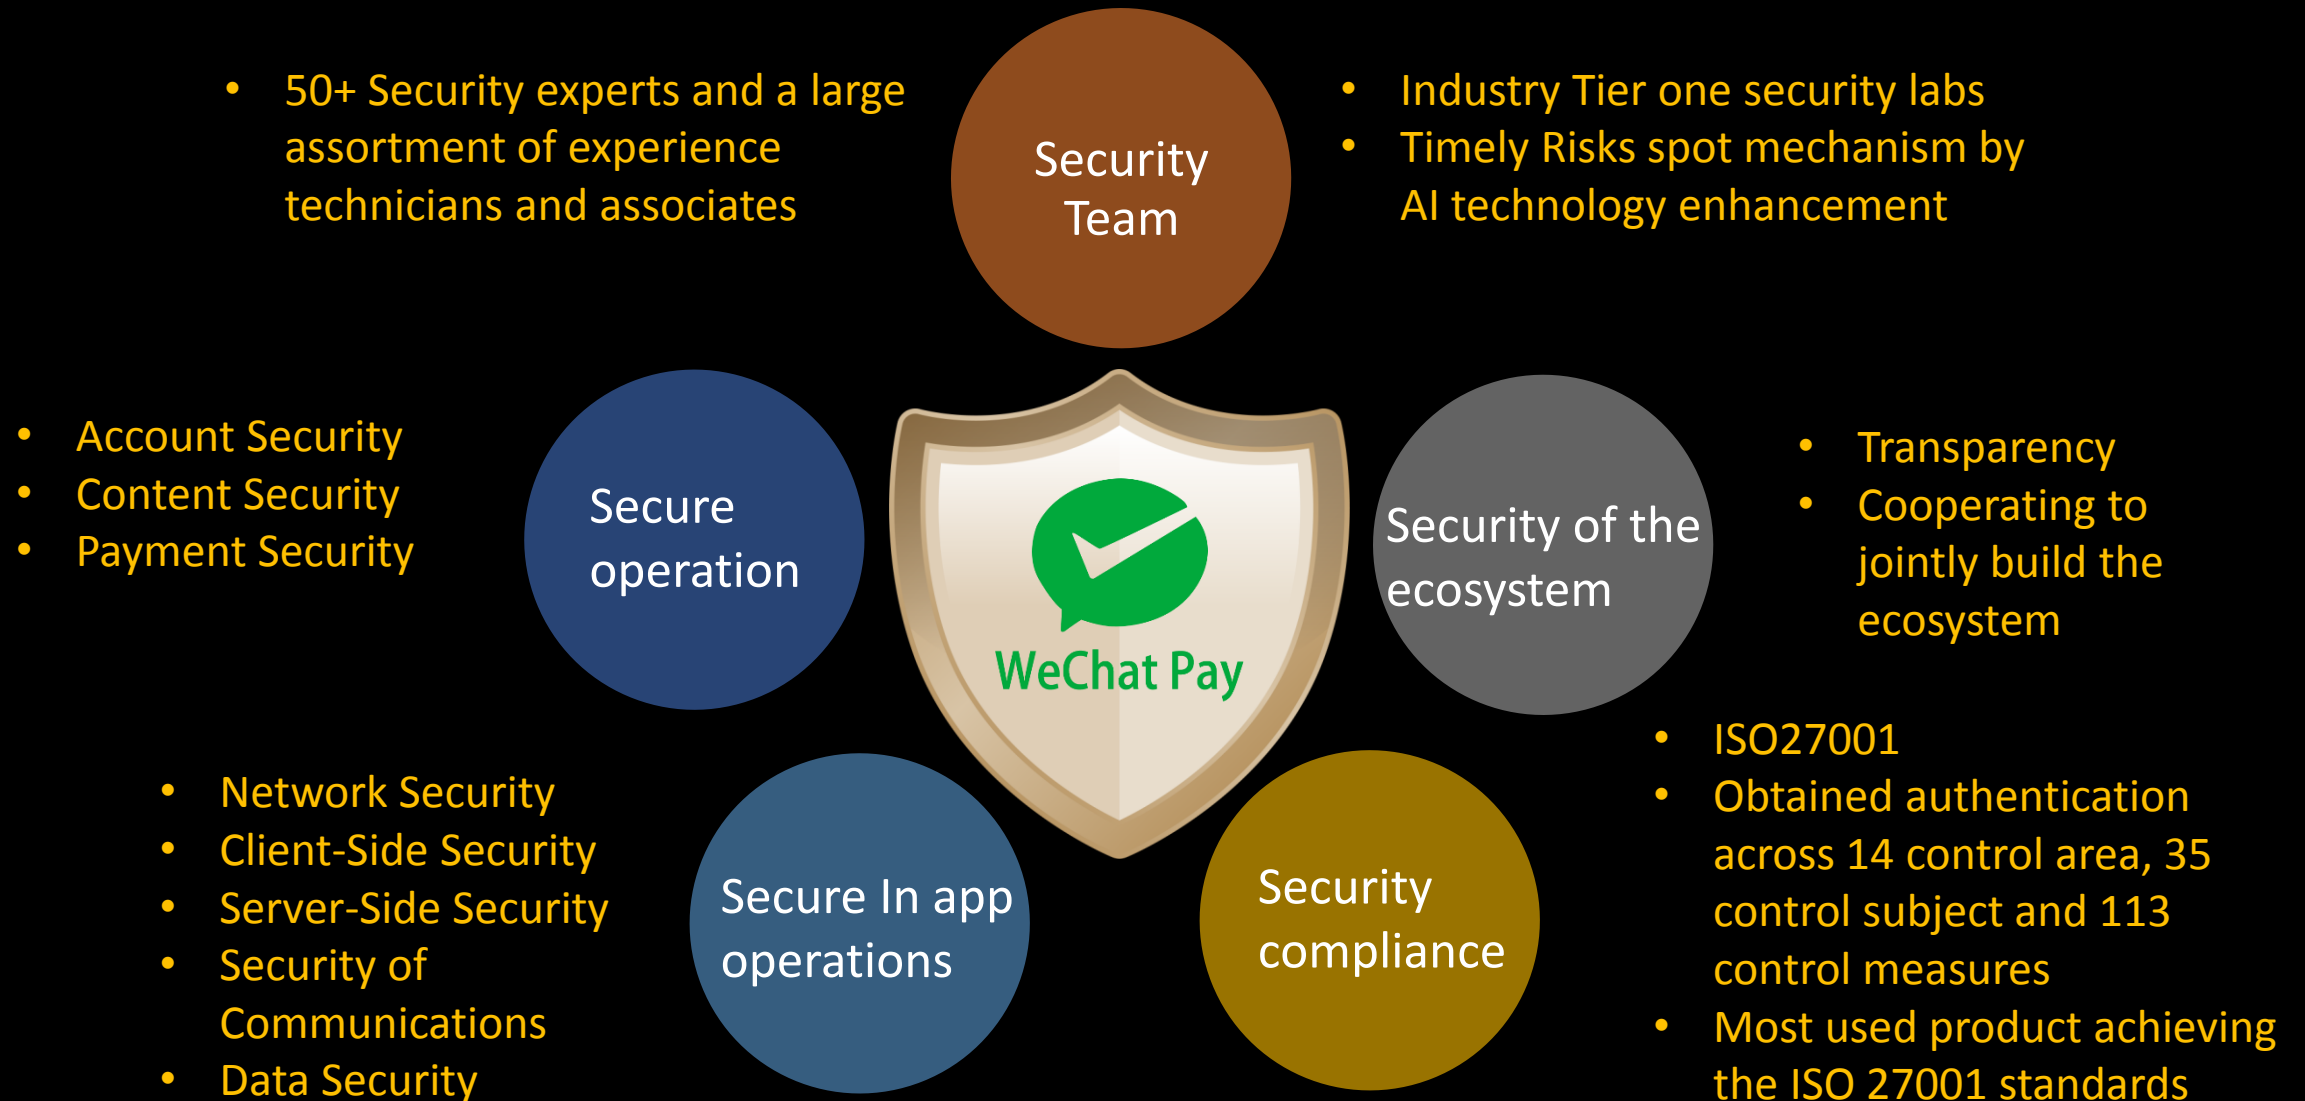 • 50+ Security experts and a large
assortment of experience
technicians and associates
Security
Team
• Industry Tier one security labs
• Timely Risks spot mechanism by
AI technology enhancement
• Account Security
• Content Security
• Payment Security
Secure
operation
WeChat Pay
Security of the
ecosystem
• Transparency
• Cooperating to
jointly build the
ecosystem
• Network Security
• Client-Side Security
• Server-Side Security
• Security of
Communications
• Data Security
Secure In app
operations
Security
compliance
• ISO27001
• Obtained authentication
across 14 control area, 35
control subject and 113
control measures
• Most used product achieving
the ISO 27001 standards